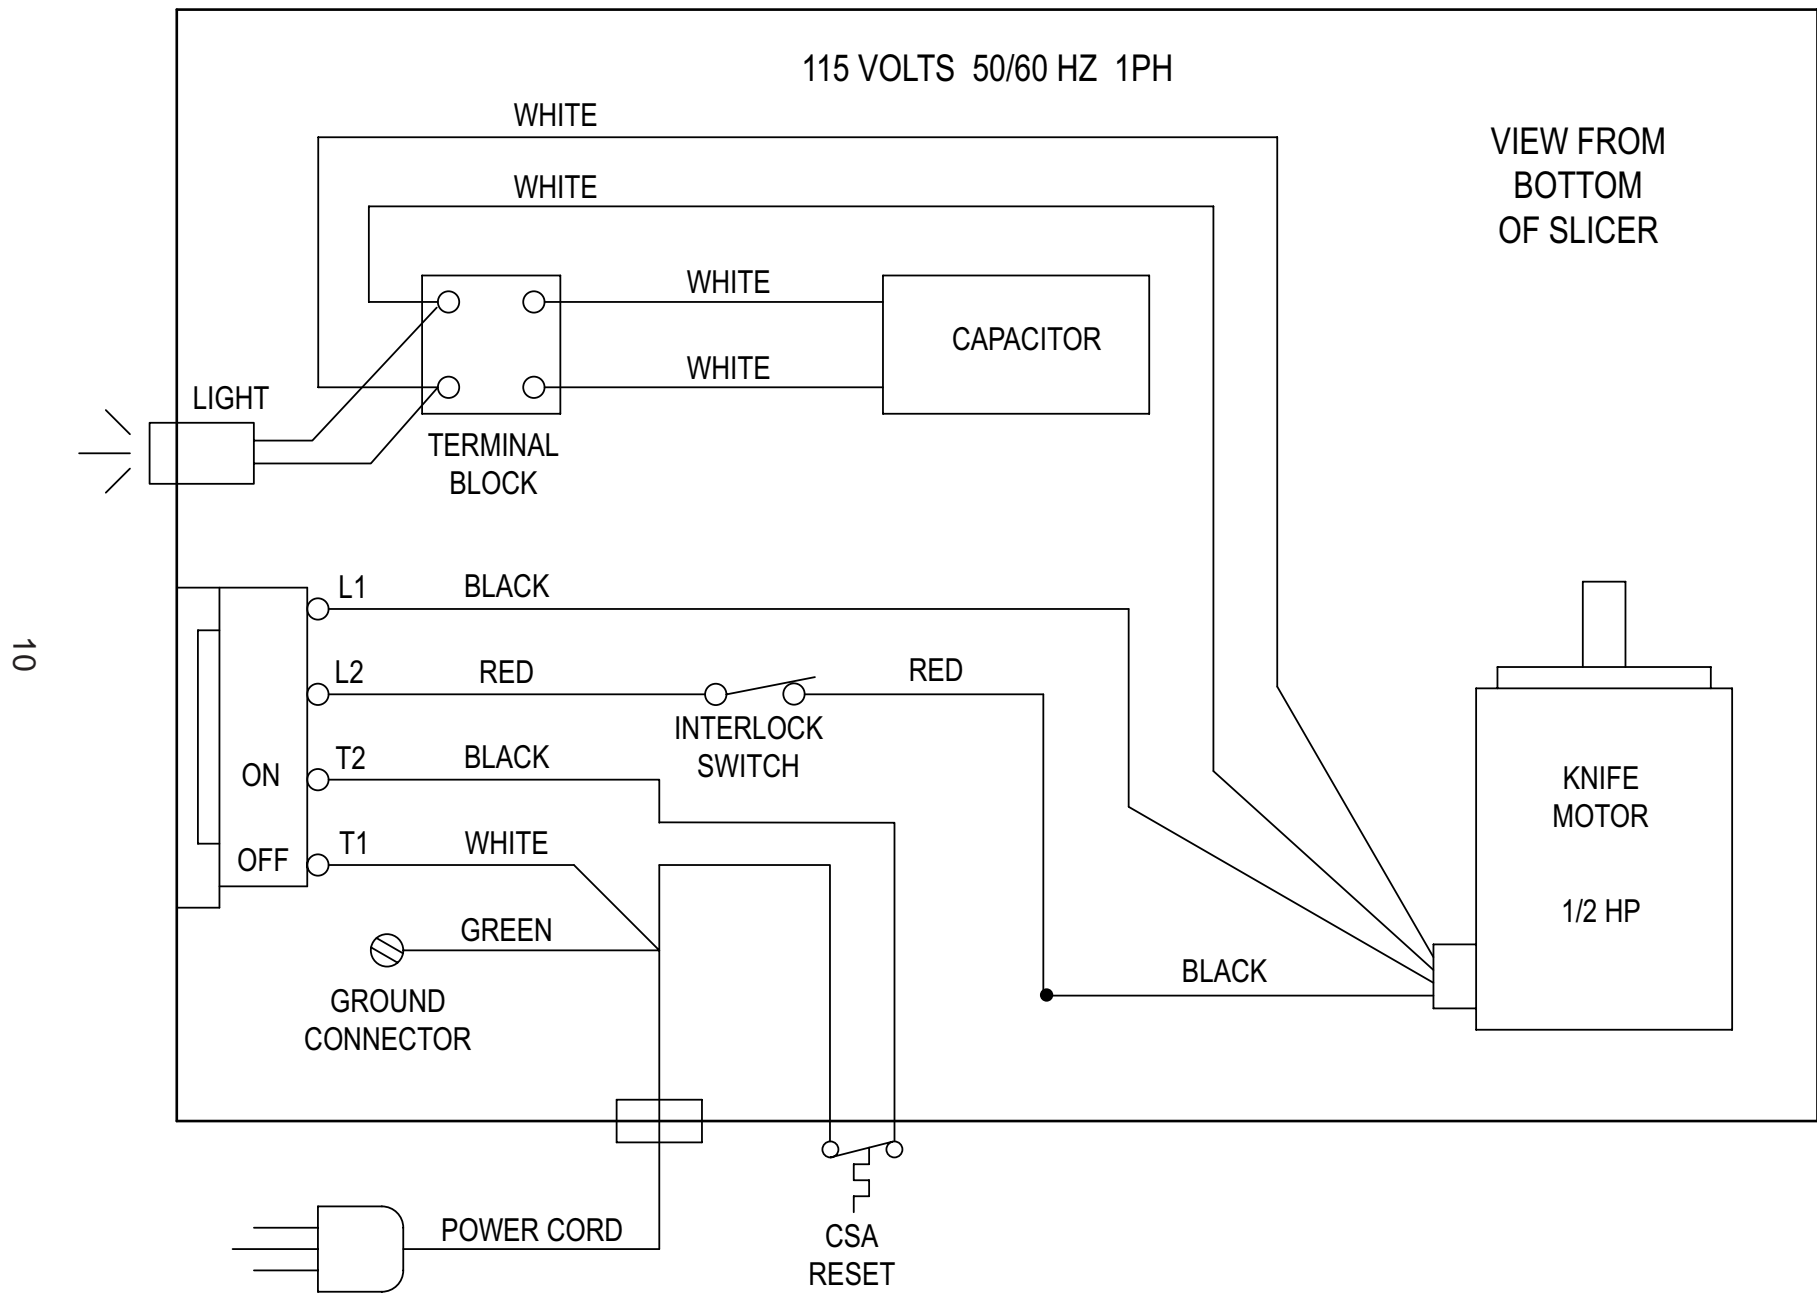 115 VOLTS 50/60 HZ 1PH
VIEW FROM
BOTTOM
OF SLICER
WHITE
WHITE
WHITE
WHITE
CAPACITOR
LIGHT
TERMINAL
BLOCK
L1
BLACK
L2
RED
RED
INTERLOCK
SWITCH
ON
T2
BLACK
OFF
T1
WHITE
GREEN
GROUND
CONNECTOR
KNIFE
MOTOR
1/2 HP
BLACK
POWER CORD
CSA
RESET
10